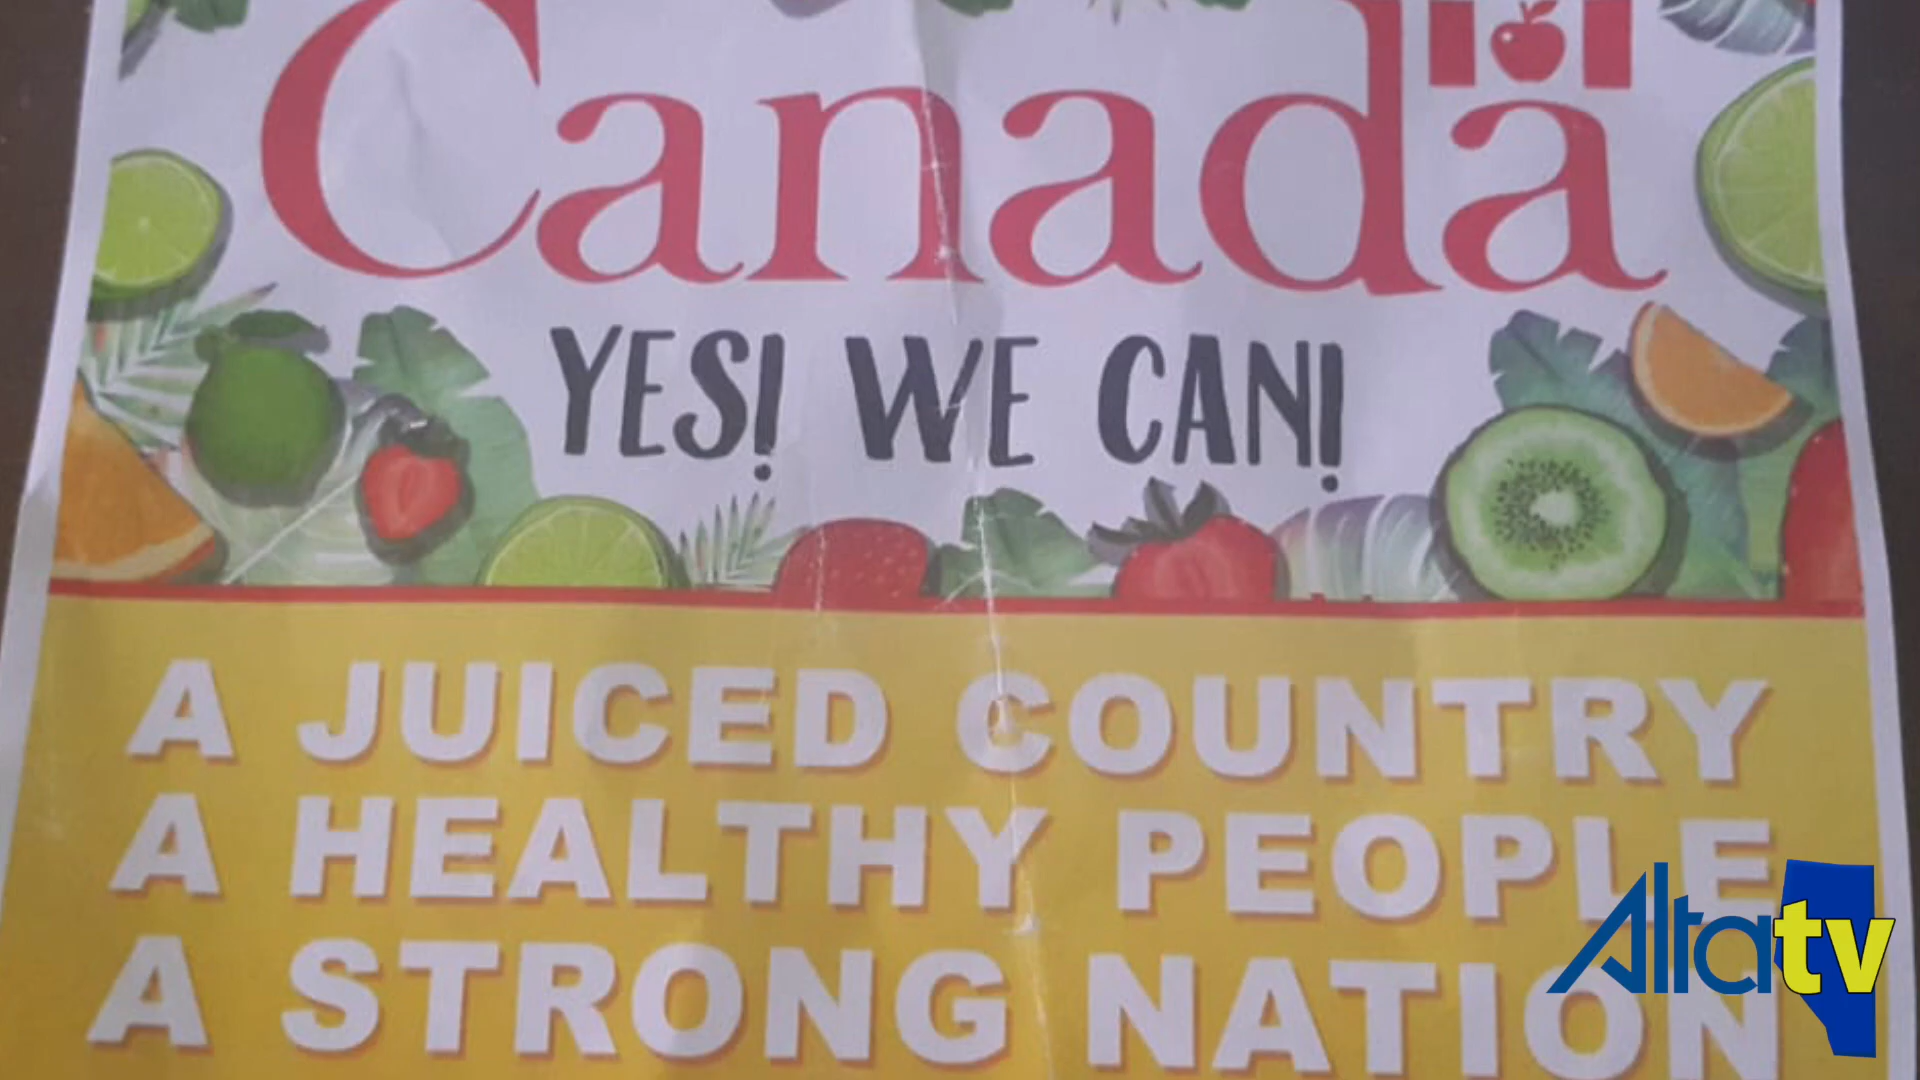 Canada
YES! WE CAN!
A JUICED COUNTRY
A HEALTHY PEOPLE
A STRONG NATION
Altatv